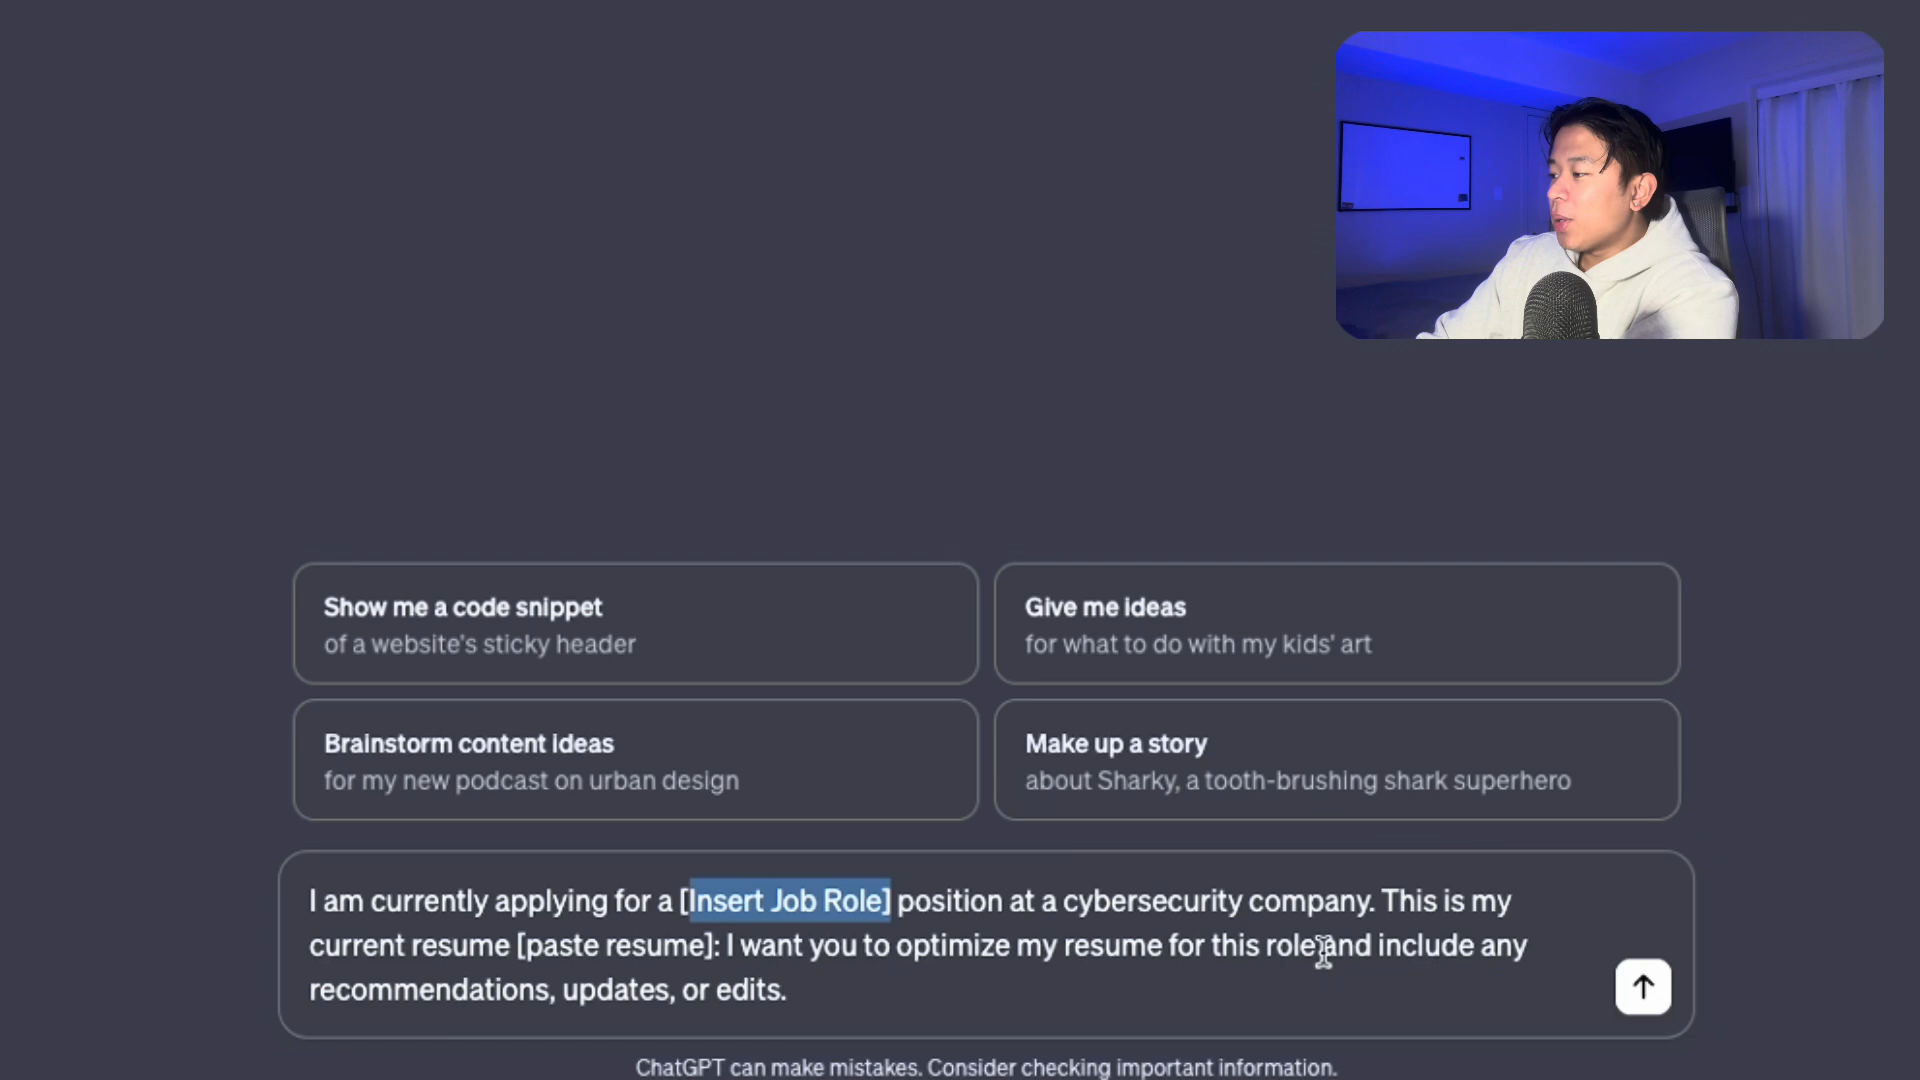 Show me a code snippet
of a website's sticky header
Give me ideas
for what to do with my kids' art
Brainstorm content ideas
for my new podcast on urban design
Make up a story
about Sharky, a tooth-brushing shark superhero
I am currently applying for a [Insert Job Role] position at a cybersecurity company. This is my
current resume [paste resume]: I want you to optimize my resume for this role and include any
recommendations, updates, or edits.
ChatGPT can make mistakes. Consider checking important information.